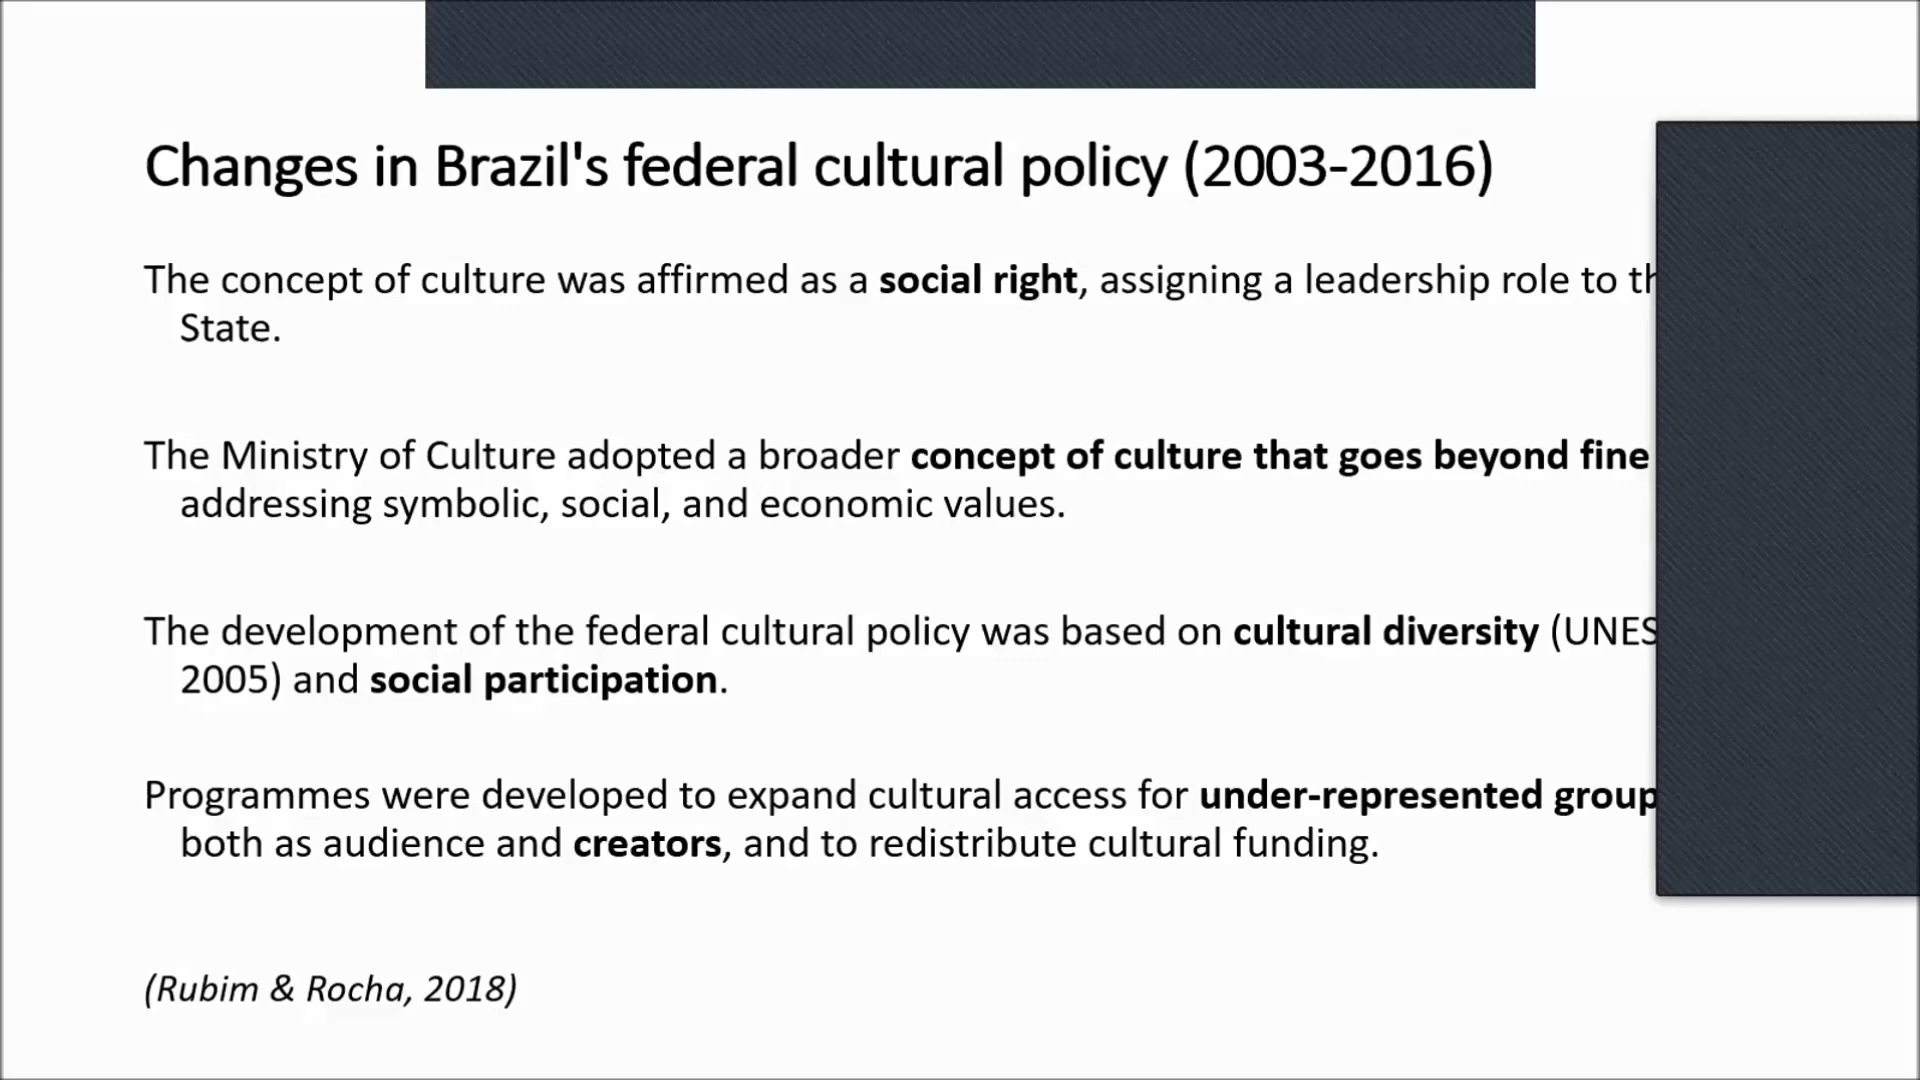 Changes in Brazil's federal cultural policy (2003-2016)
The concept of culture was affirmed as a social right, assigning a leadership role to
State.
The Ministry of Culture adopted a broader concept of culture that goes beyond fine
addressing symbolic, social, and economic values.
The development of the federal cultural policy was based on cultural diversity (UNES
2005) and social participation.
Programmes were developed to expand cultural access for under-represented group
both as audience and creators, and to redistribute cultural funding.
(Rubim & Rocha, 2018)